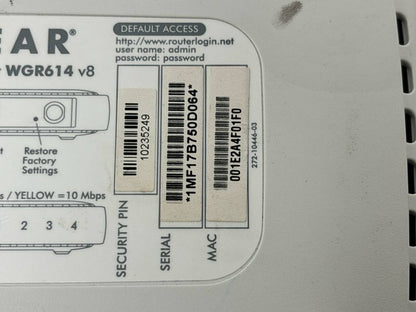 EAR®
WGR614 v8
DEFAULT ACCESS
http://www.routerlogin.net
user name: admin
password: password
Restore
Factory
Settings
/ YELLOW =10 Mbps
2 3 4
SECURITY PIN
10235249
SERIAL
*1MF17B750D064*
MAC
001E2A4F01F0
272-10446-03